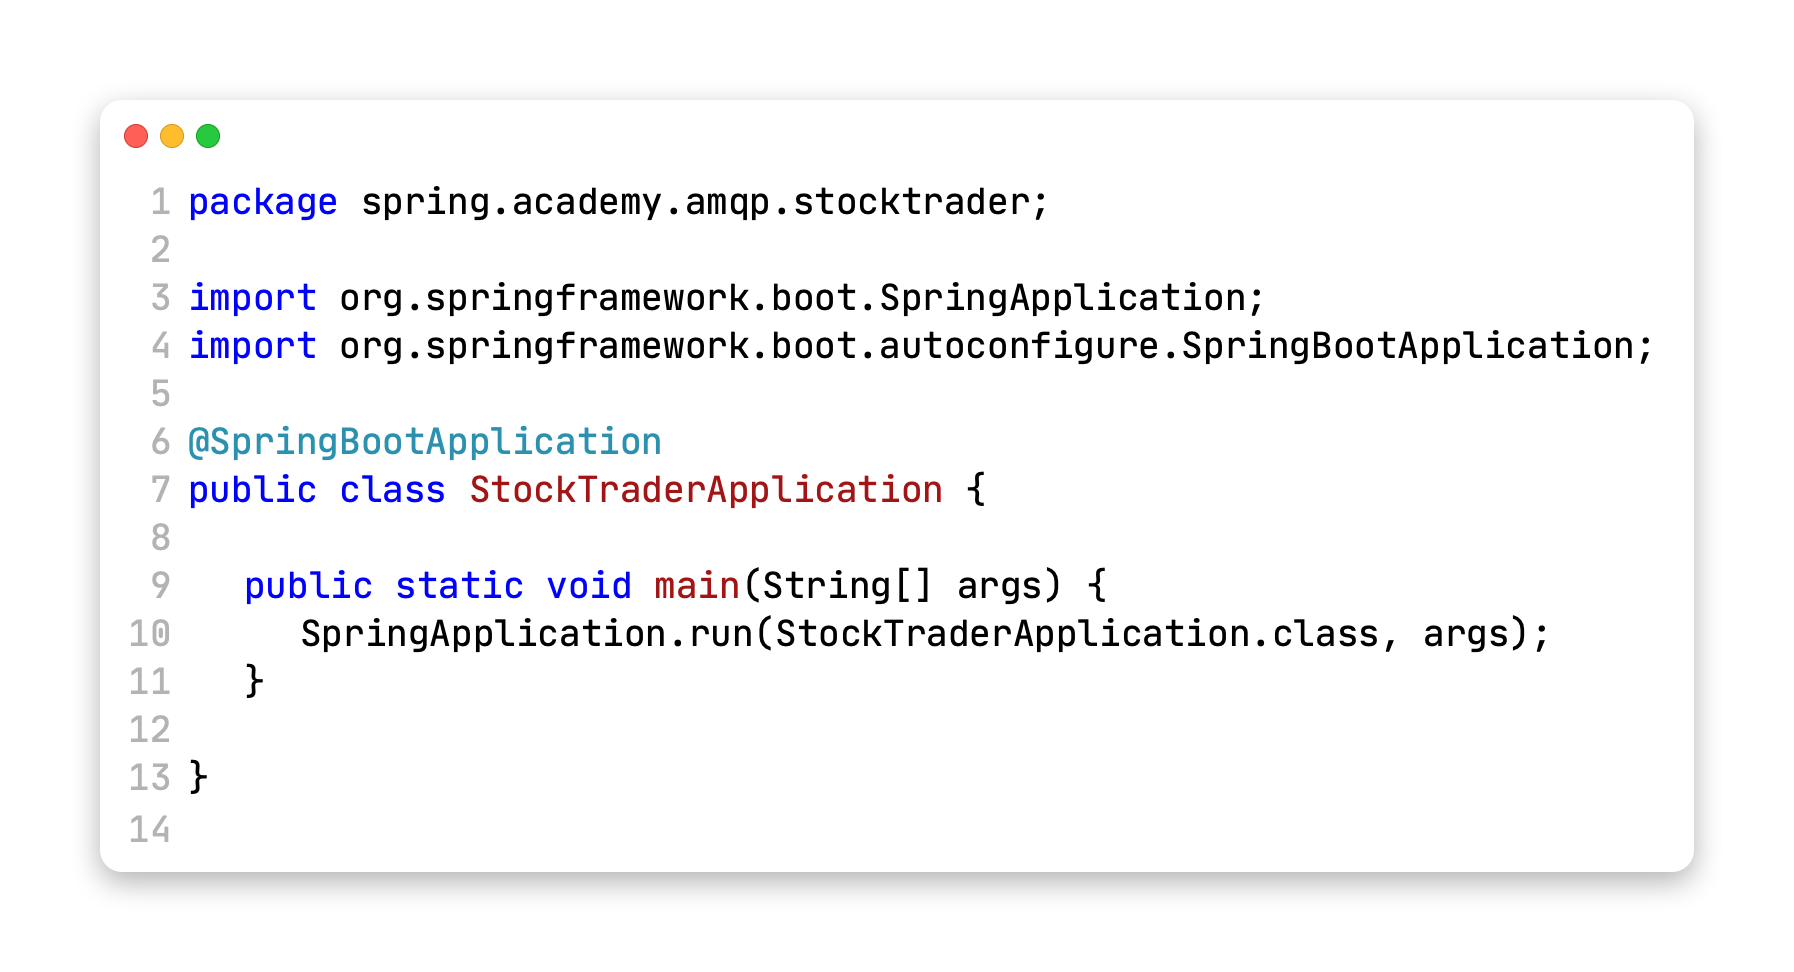 1 package spring.academy.amqp.stocktrader;
2
3 import org.springframework.boot.SpringApplication;
4 import org.springframework.boot.autoconfigure.SpringBootApplication;
5
6 @SpringBootApplication
7 public class StockTraderApplication {
8
9    public static void main(String[] args) {
10       SpringApplication.run(StockTraderApplication.class, args);
11    }
12
13 }
14